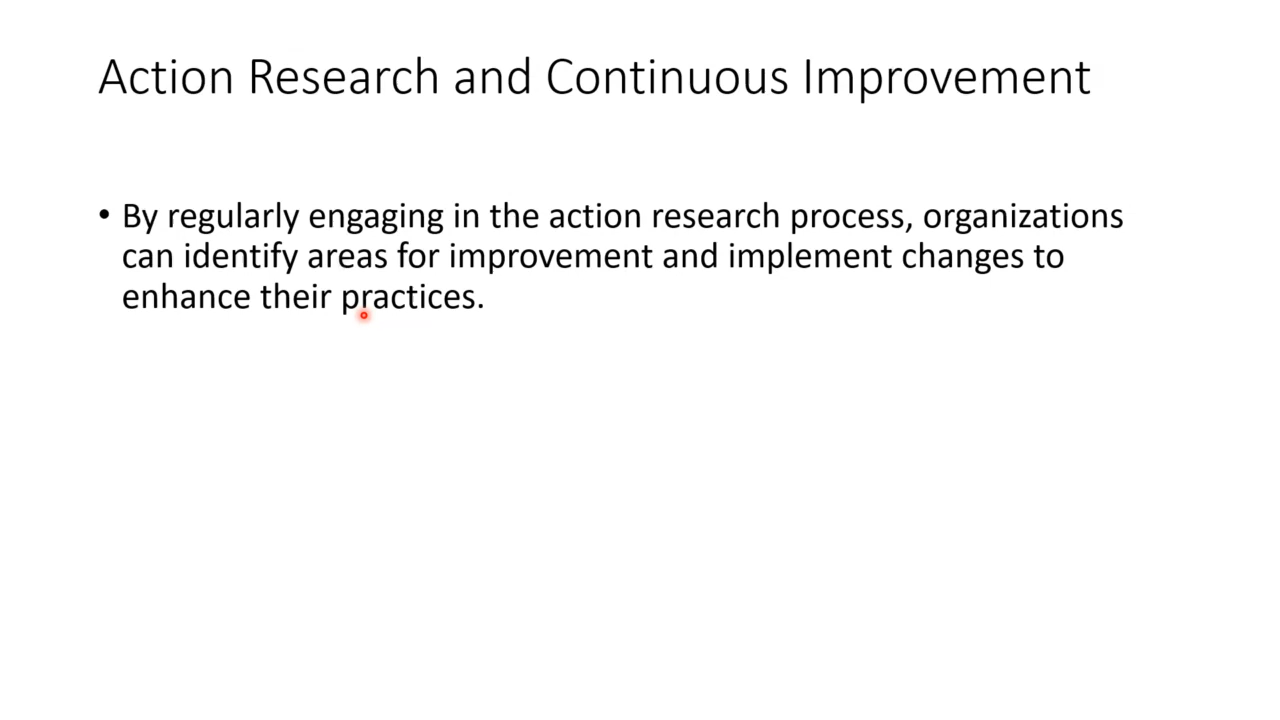 Action Research and Continuous Improvement
• By regularly engaging in the action research process, organizations
can identify areas for improvement and implement changes to
enhance their practices.